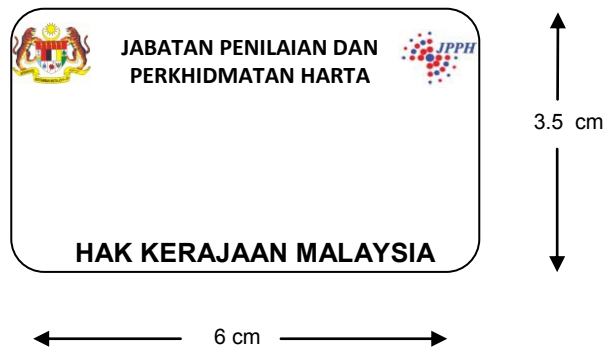 JABATAN PENILAIAN DAN
PERKHIDMATAN HARTA
JPPH
3.5 cm
HAK KERAJAAN MALAYSIA
6 cm